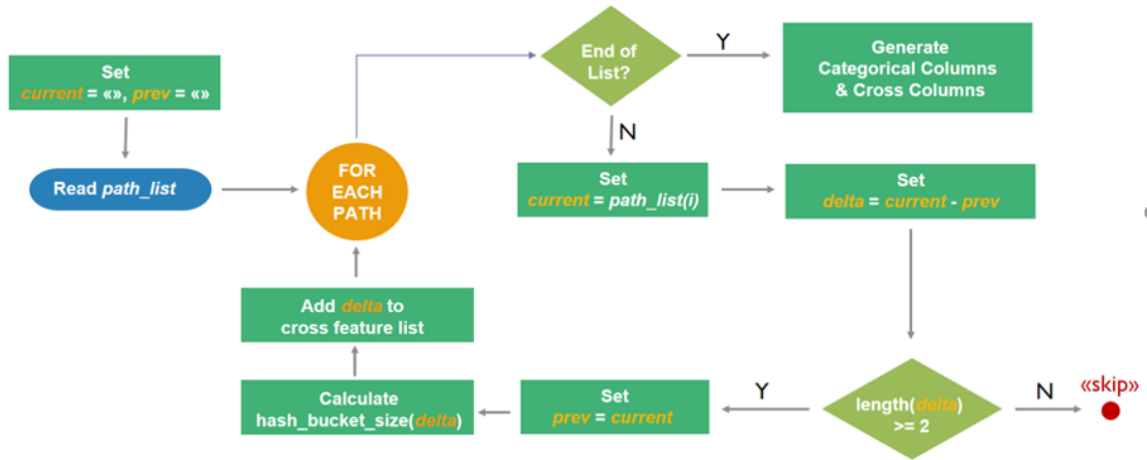 Set
current = «», prev = «»
Read path_list
FOR
EACH
PATH
End of
List?
Y
Generate
Categorical Columns
& Cross Columns
N
Set
current = path_list(i)
Set
delta = current - prev
length(delta)
>= 2
N
«skip»
Y
Set
prev = current
Calculate
hash_bucket_size(delta)
Add delta to
cross feature list